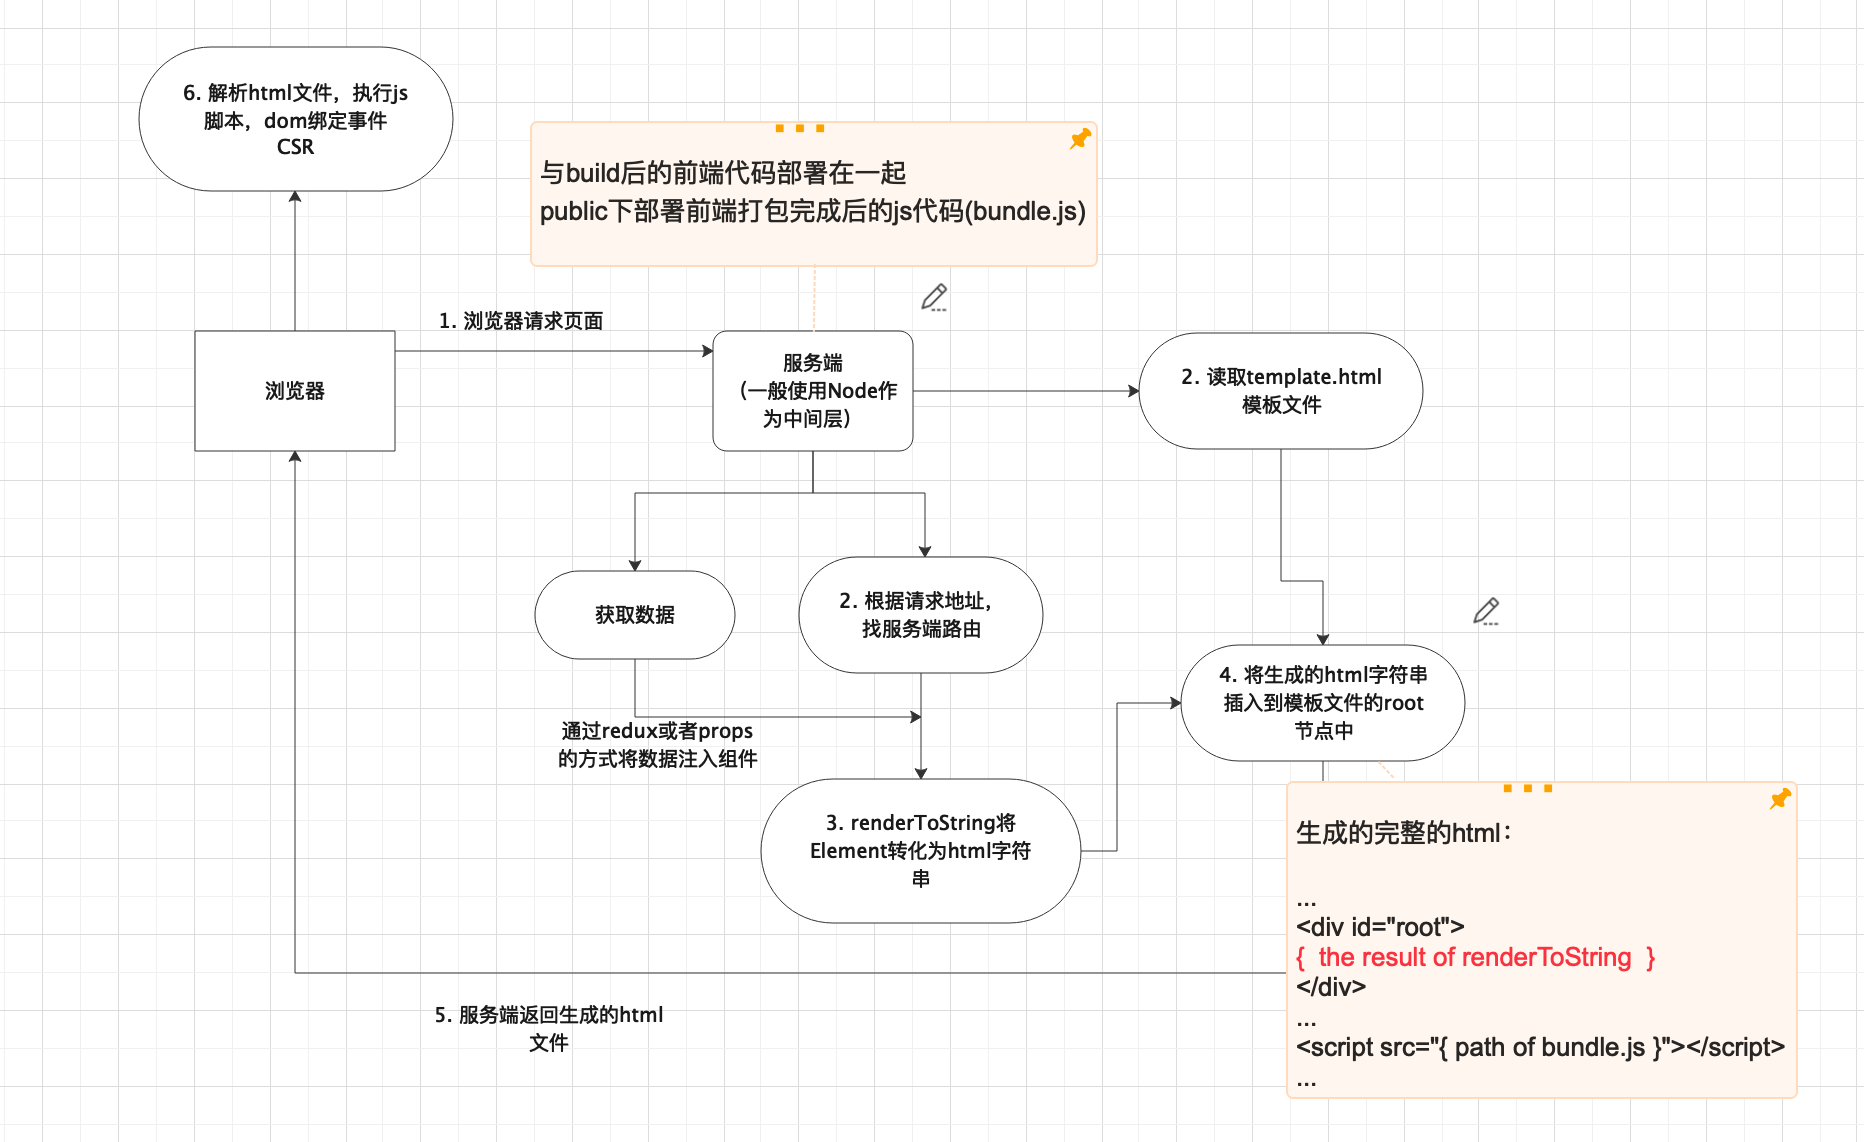 6. 解析html文件，执行js
脚本，dom绑定事件
CSR
与build后的前端代码部署在一起
public下部署前端打包完成后的js代码(bundle.js)
1. 浏览器请求页面
浏览器
服务端
（一般使用Node作
为中间层）
2. 读取template.html
模板文件
获取数据
2. 根据请求地址，
找服务端路由
通过redux或者props
的方式将数据注入组件
3. renderToString将
Element转化为html字符
串
4. 将生成的html字符串
插入到模板文件的root
节点中
生成的完整的html：
...
<div id="root">
{  the result of renderToString  }
</div>
...
<script src="{ path of bundle.js }"></script>
...
5. 服务端返回生成的html
文件